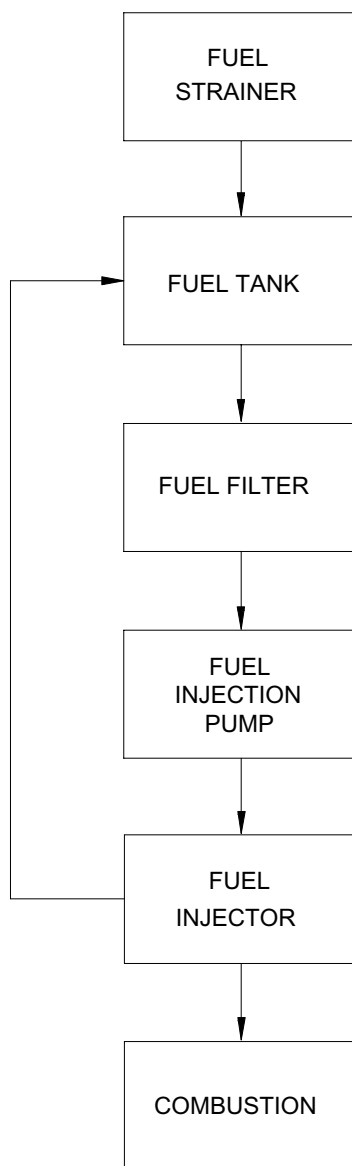 FUEL
STRAINER
FUEL TANK
FUEL FILTER
FUEL
INJECTION
PUMP
FUEL
INJECTOR
COMBUSTION